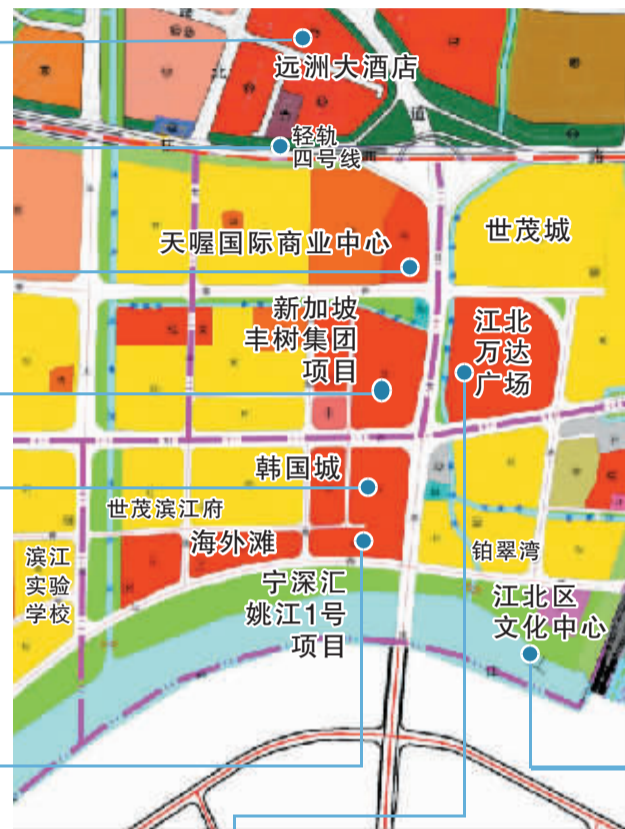 远洲大酒店
道
轻轨
四号线
世茂城
天喔国际商业中心
新加坡
丰树集团
项目
江北
万达
广场
韩国城
世茂滨江府
海外滩
滨江
实验
学校
铂翠湾
宁深汇
姚江1号
项目
江北区
文化中心